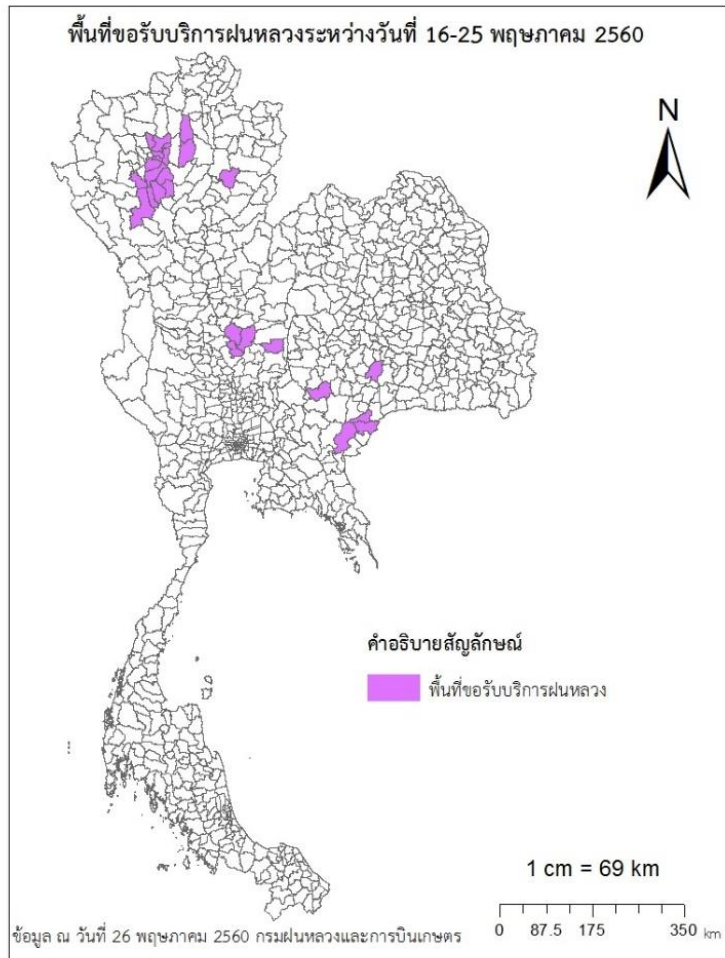 พื้นที่ขอรับบริการฝนหลวงระหว่างวันที่ 16-25 พฤษภาคม 2560
N
คำอธิบายสัญลักษณ์
พื้นที่ขอรับบริการฝนหลวง
1 cm = 69 km
0 87.5 175 350 km
ข้อมูล ณ วันที่ 26 พฤษภาคม 2560 กรมฝนหลวงและการบินเกษตร